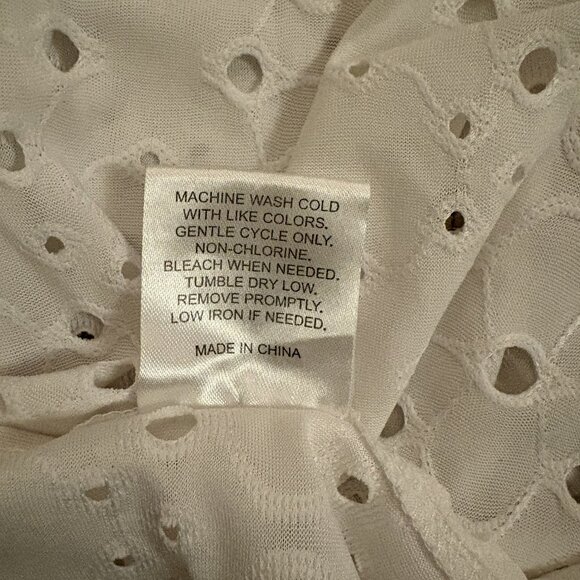 MACHINE WASH COLD
WITH LIKE COLORS.
GENTLE CYCLE ONLY.
NON-CHLORINE.
BLEACH WHEN NEEDED.
TUMBLE DRY LOW.
REMOVE PROMPTLY.
LOW IRON IF NEEDED.
MADE IN CHINA